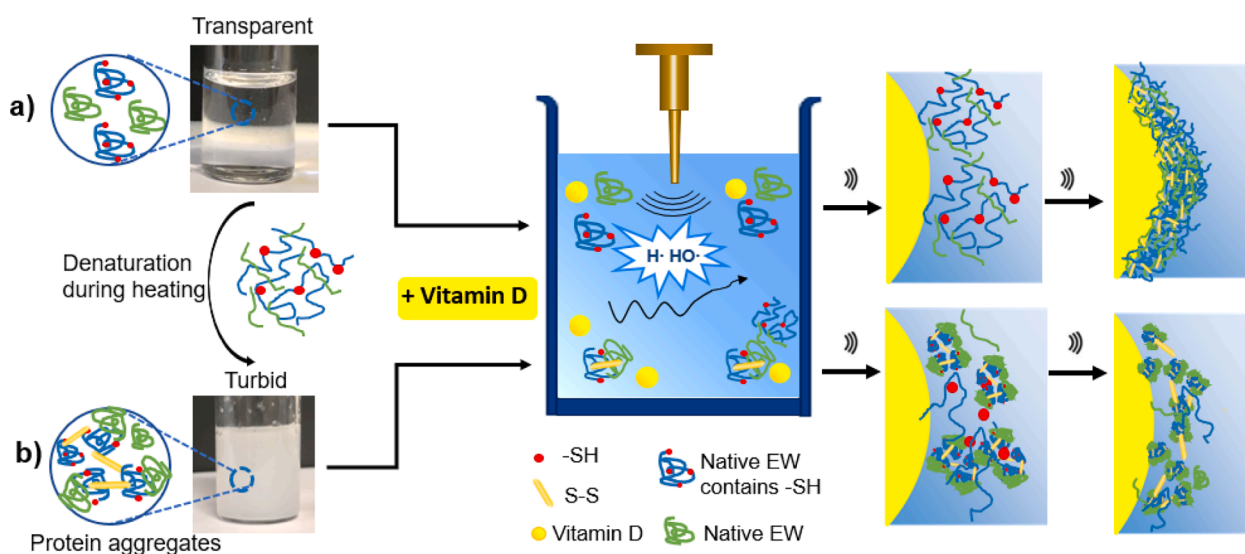 Transparent
a)
Denaturation
during heating
+ Vitamin D
H· HO·
Turbid
b)
Protein aggregates
-SH
S-S
Vitamin D
Native EW
contains -SH
Native EW